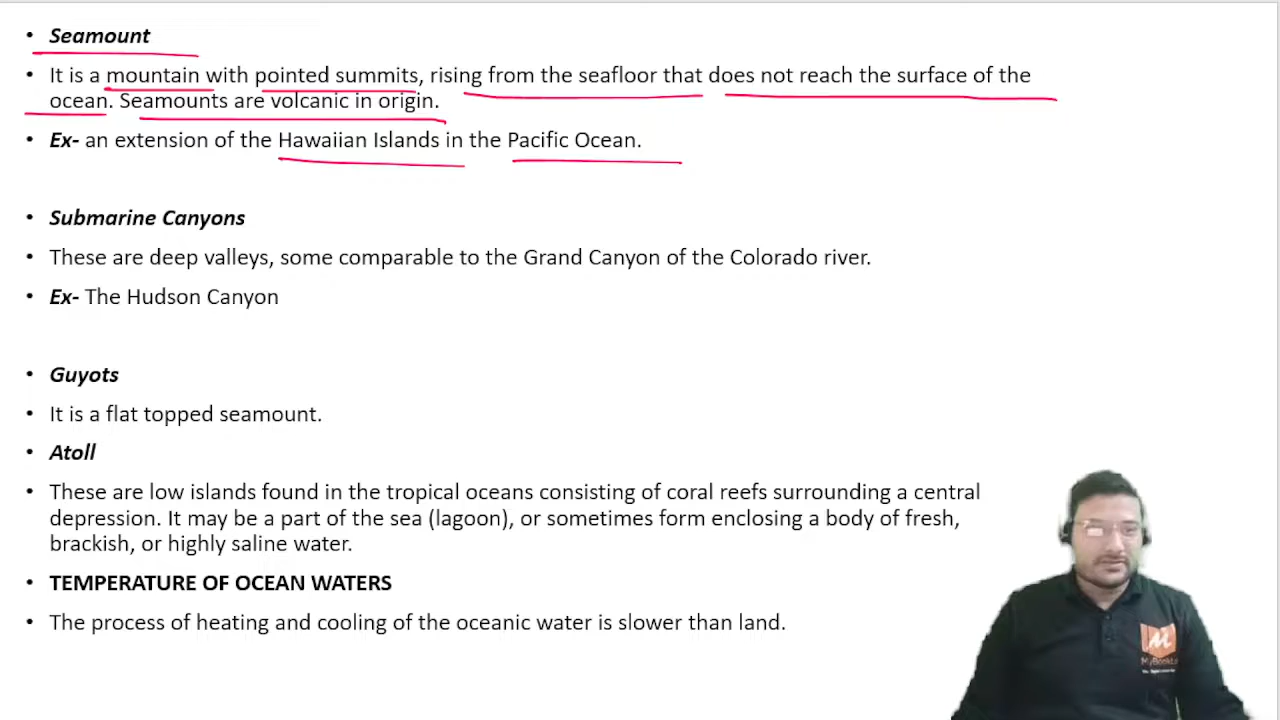 • Seamount
• It is a mountain with pointed summits, rising from the seafloor that does not reach the surface of the
ocean. Seamounts are volcanic in origin.
• Ex- an extension of the Hawaiian Islands in the Pacific Ocean.
• Submarine Canyons
• These are deep valleys, some comparable to the Grand Canyon of the Colorado river.
• Ex- The Hudson Canyon
• Guyots
• It is a flat topped seamount.
• Atoll
• These are low islands found in the tropical oceans consisting of coral reefs surrounding a central
depression. It may be a part of the sea (lagoon), or sometimes form enclosing a body of fresh,
brackish, or highly saline water.
• TEMPERATURE OF OCEAN WATERS
• The process of heating and cooling of the oceanic water is slower than land.